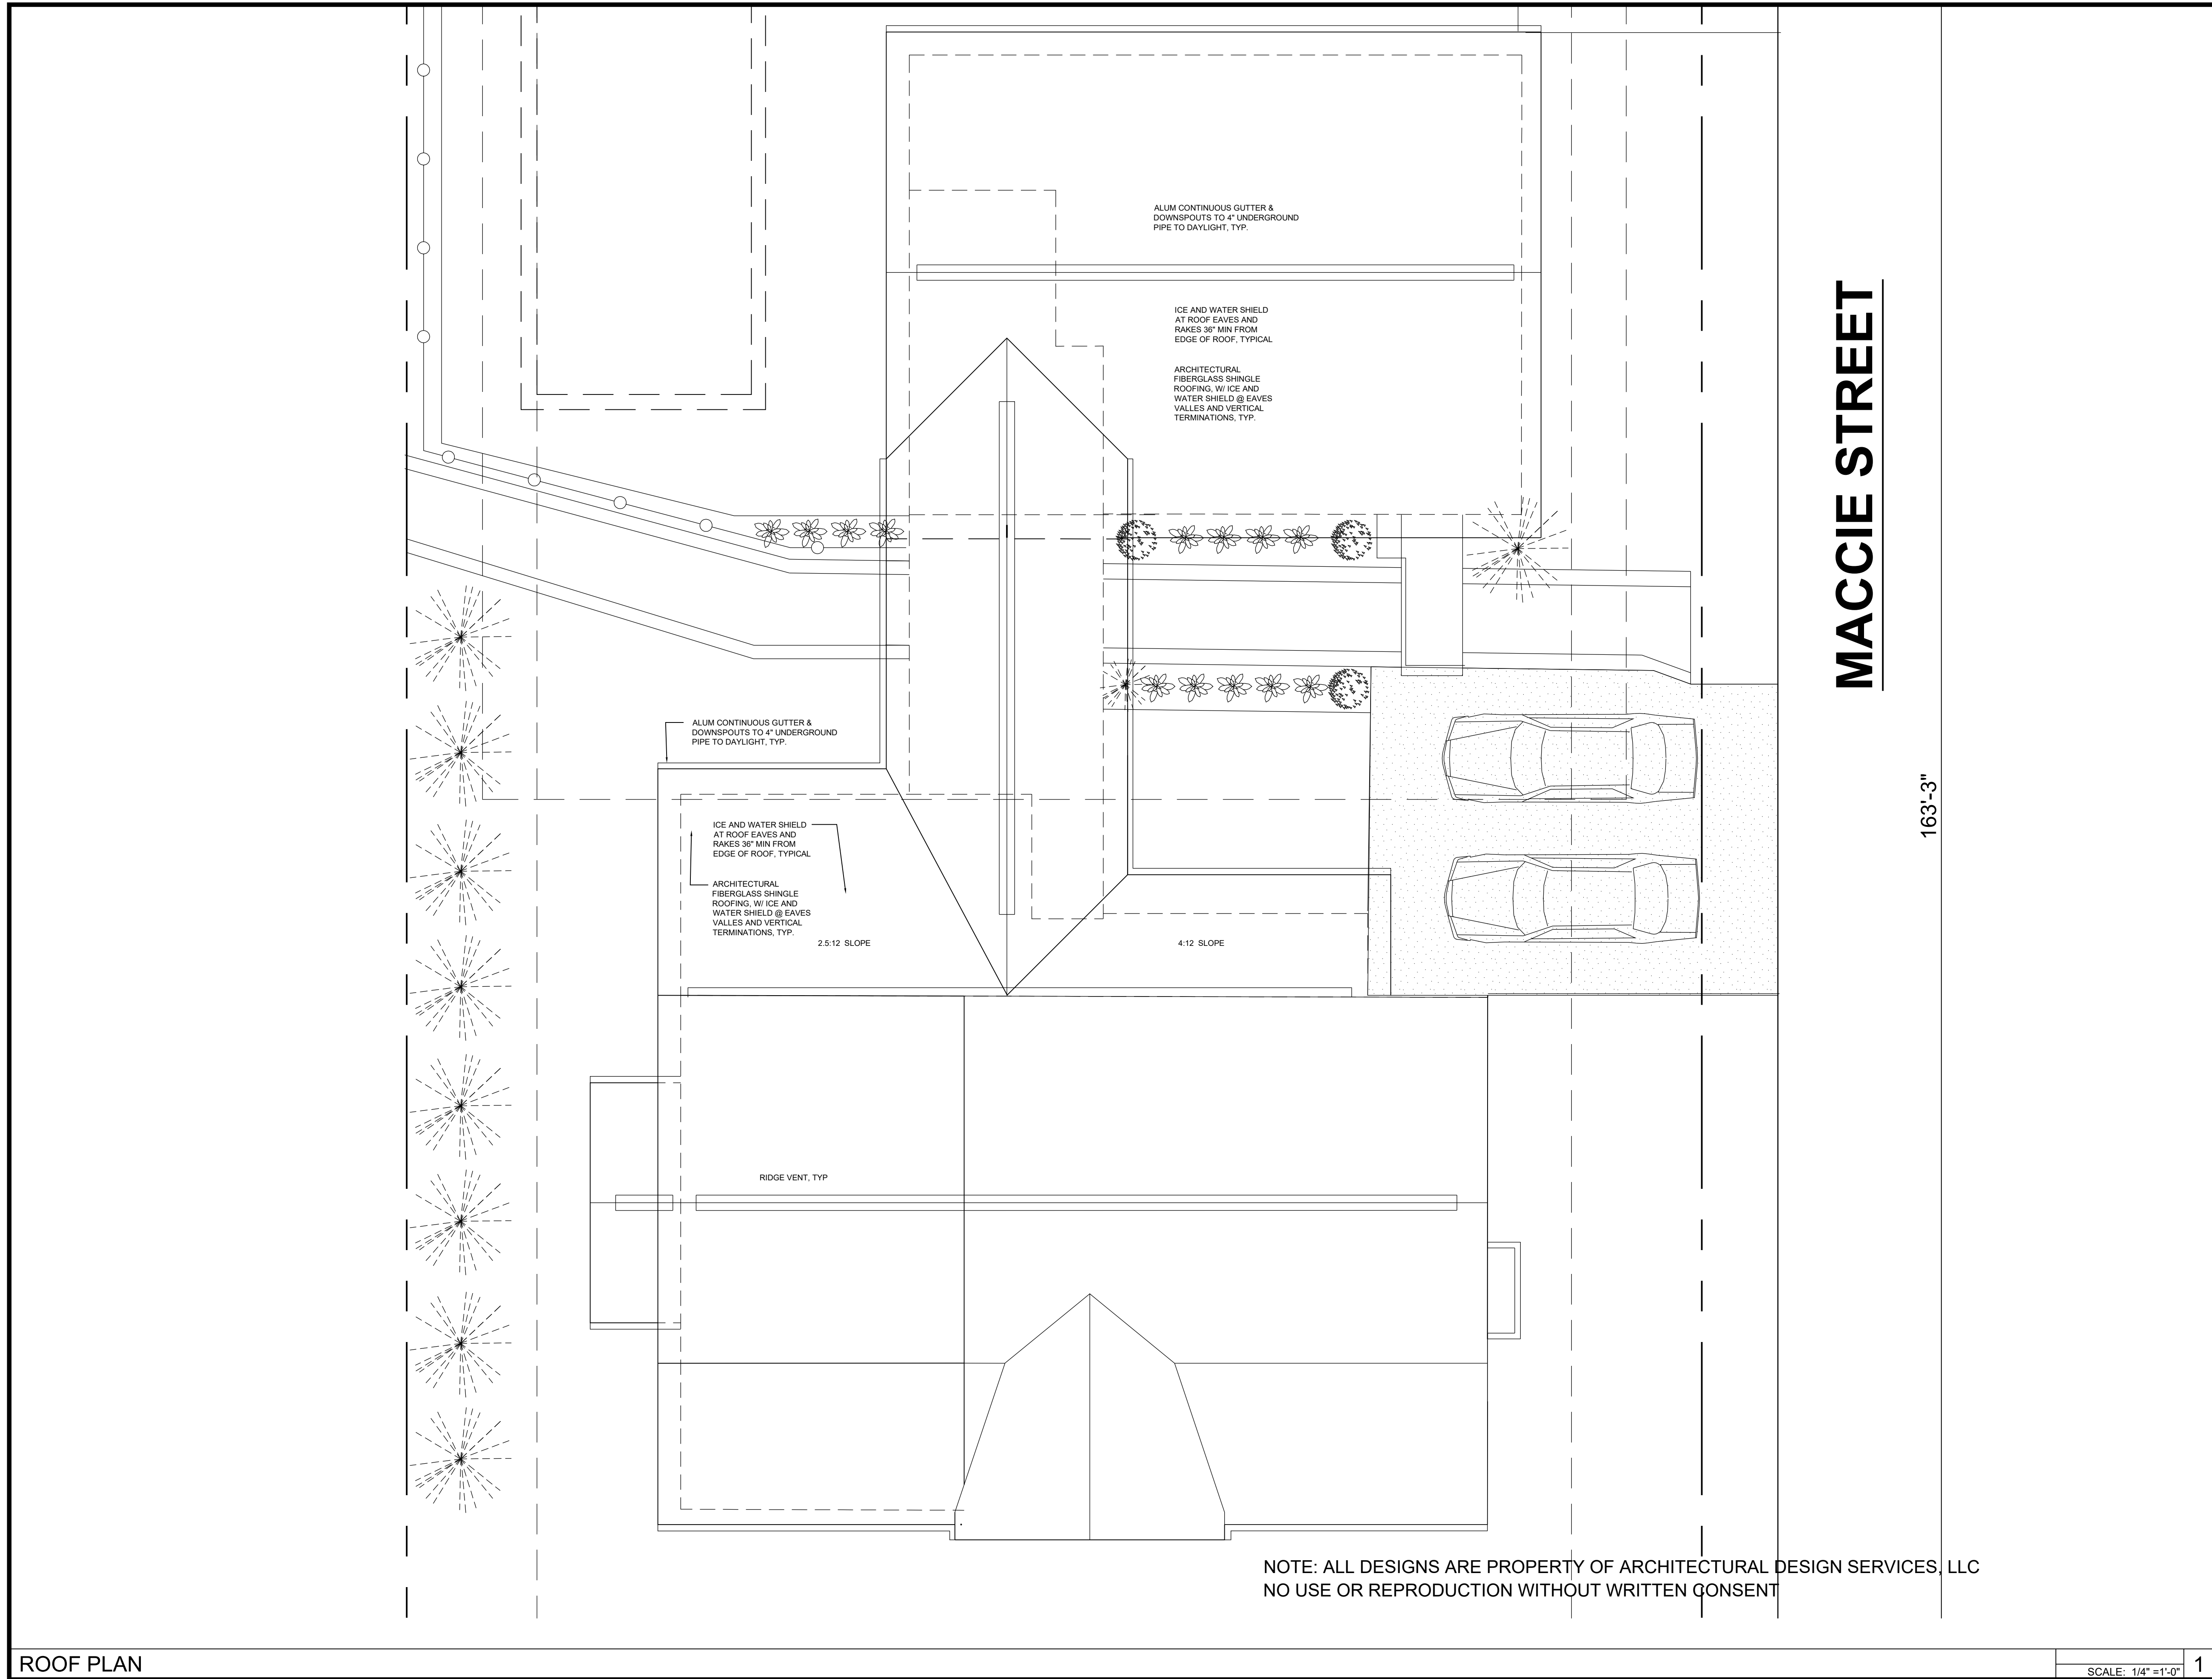 ALUM CONTINUOUS GUTTER &
DOWNSPOUTS TO 4" UNDERGROUND
PIPE TO DAYLIGHT, TYP.
ICE AND WATER SHIELD
AT ROOF EAVES AND
RAKES 36" MIN FROM
EDGE OF ROOF, TYPICAL
ARCHITECTURAL
FIBERGLASS SHINGLE
ROOFING, W/ ICE AND
WATER SHIELD @ EAVES
VALLES AND VERTICAL
TERMINATIONS, TYP.
MACCIE STREET
163'-3"
ALUM CONTINUOUS GUTTER &
DOWNSPOUTS TO 4" UNDERGROUND
PIPE TO DAYLIGHT, TYP.
ICE AND WATER SHIELD
AT ROOF EAVES AND
RAKES 36" MIN FROM
EDGE OF ROOF, TYPICAL
ARCHITECTURAL
FIBERGLASS SHINGLE
ROOFING, W/ ICE AND
WATER SHIELD @ EAVES
VALLES AND VERTICAL
TERMINATIONS, TYP.
2.5:12 SLOPE
4:12 SLOPE
RIDGE VENT, TYP
NOTE: ALL DESIGNS ARE PROPERTY OF ARCHITECTURAL DESIGN SERVICES, LLC
NO USE OR REPRODUCTION WITHOUT WRITTEN CONSENT
ROOF PLAN
SCALE: 1/4" =1'-0"
1